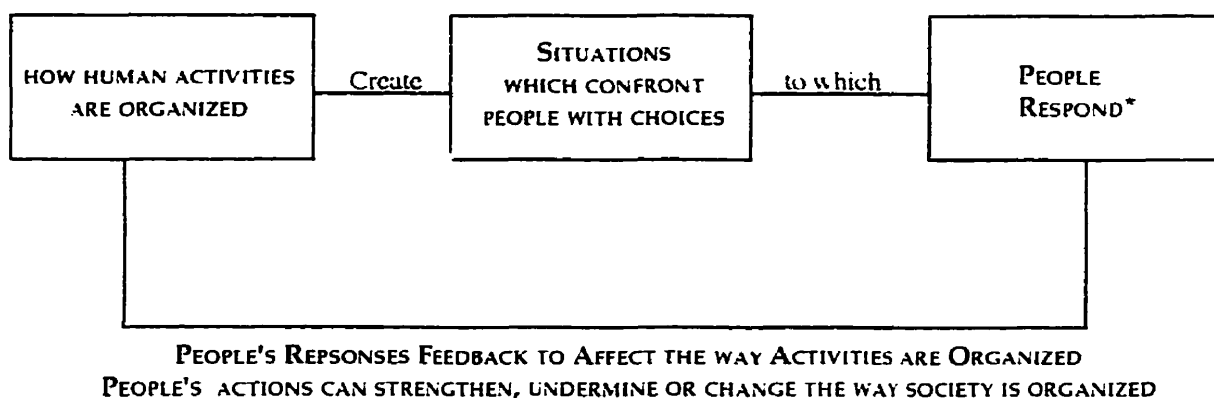 HOW HUMAN ACTIVITIES
ARE ORGANIZED
Create
SITUATIONS
WHICH CONFRONT
PEOPLE WITH CHOICES
to which
PEOPLE
RESPOND*
PEOPLE'S REPSONSES FEEDBACK TO AFFECT THE WAY ACTIVITIES ARE ORGANIZED
PEOPLE'S ACTIONS CAN STRENGTHEN, UNDERMINE OR CHANGE THE WAY SOCIETY IS ORGANIZED